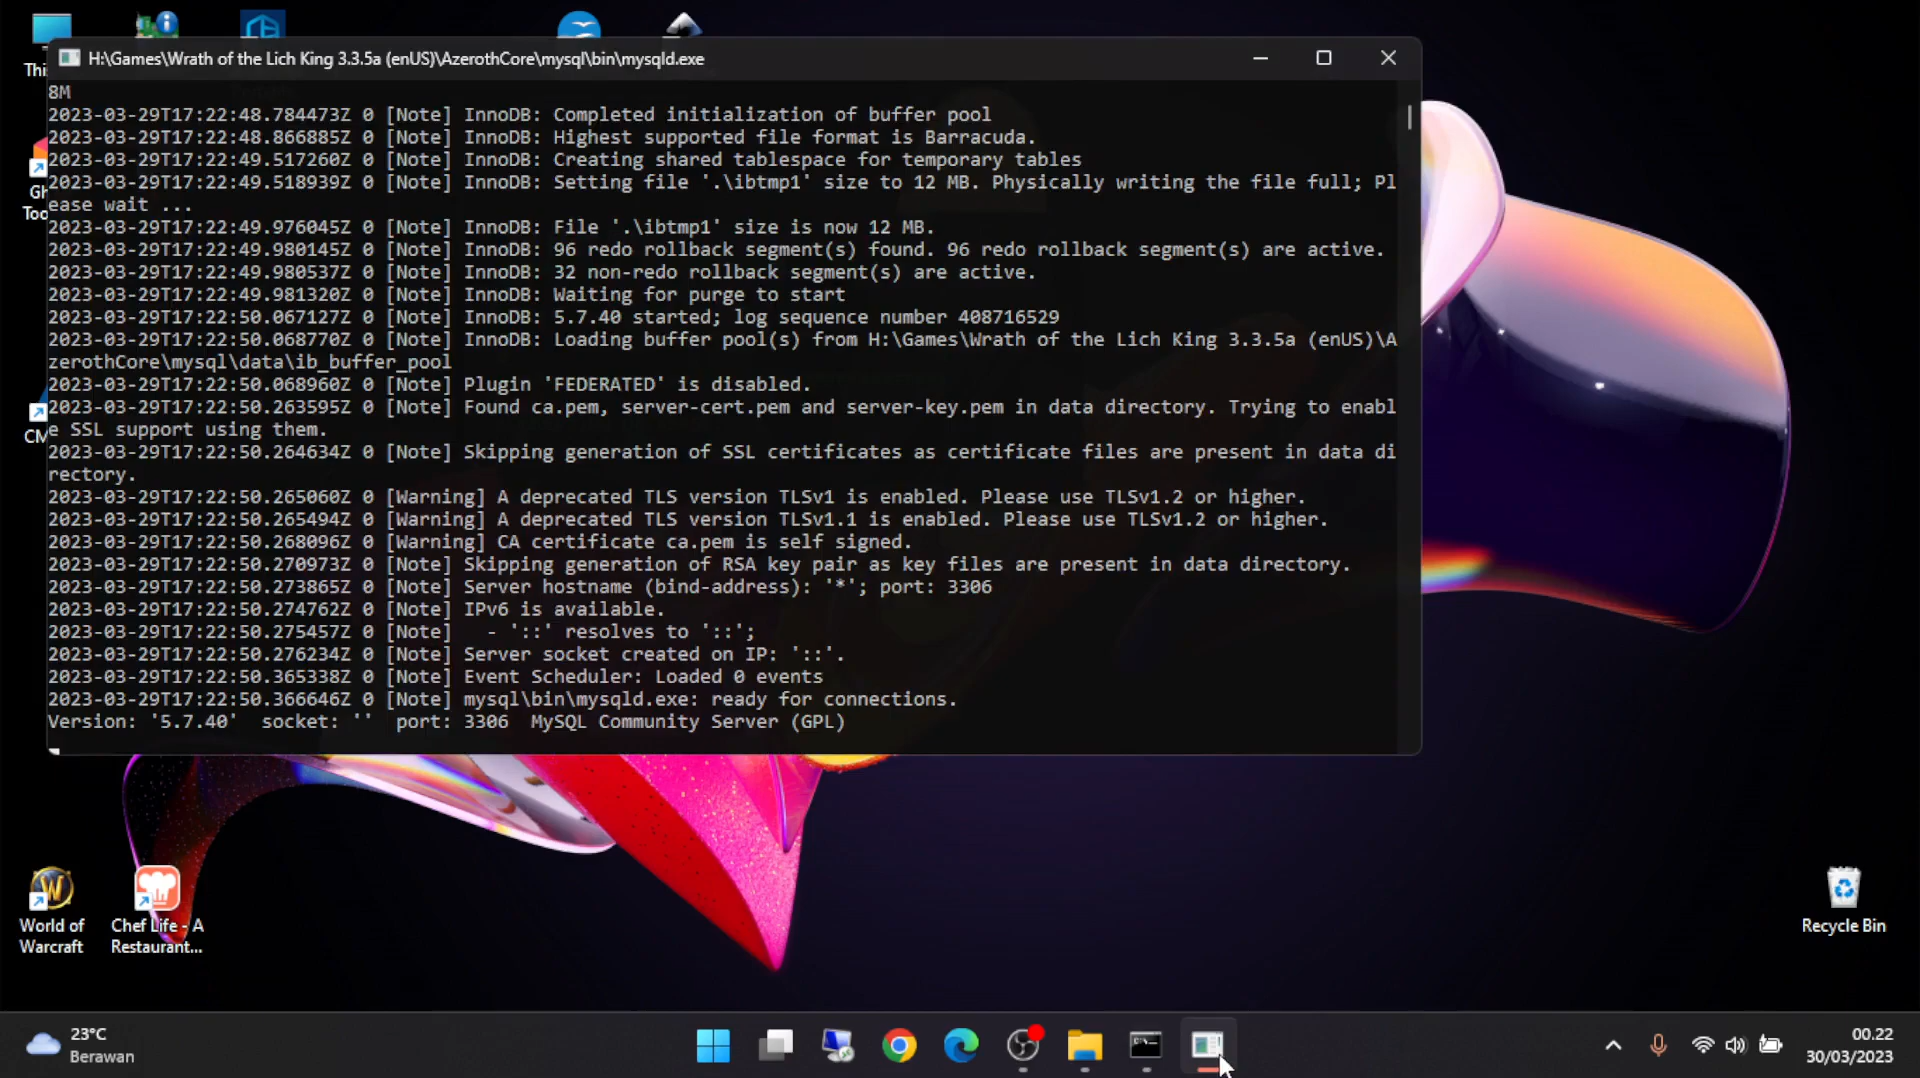 H:\Games\Wrath of the Lich King 3.3.5a (enUS)\AzerothCore\mysql\bin\mysqld.exe
8M
2023-03-29T17:22:48.784473Z 0 [Note] InnoDB: Completed initialization of buffer pool
2023-03-29T17:22:48.866885Z 0 [Note] InnoDB: Highest supported file format is Barracuda.
2023-03-29T17:22:49.517260Z 0 [Note] InnoDB: Creating shared tablespace for temporary tables
2023-03-29T17:22:49.518939Z 0 [Note] InnoDB: Setting file '.\ibtmp1' size to 12 MB. Physically writing the file full; Pl
ease wait ...
2023-03-29T17:22:49.976045Z 0 [Note] InnoDB: File '.\ibtmp1' size is now 12 MB.
2023-03-29T17:22:49.980145Z 0 [Note] InnoDB: 96 redo rollback segment(s) found. 96 redo rollback segment(s) are active.
2023-03-29T17:22:49.980537Z 0 [Note] InnoDB: 32 non-redo rollback segment(s) are active.
2023-03-29T17:22:49.981320Z 0 [Note] InnoDB: Waiting for purge to start
2023-03-29T17:22:50.067127Z 0 [Note] InnoDB: 5.7.40 started; log sequence number 408716529
2023-03-29T17:22:50.068770Z 0 [Note] InnoDB: Loading buffer pool(s) from H:\Games\Wrath of the Lich King 3.3.5a (enUS)\A
zerothCore\mysql\data\ib_buffer_pool
2023-03-29T17:22:50.068960Z 0 [Note] Plugin 'FEDERATED' is disabled.
2023-03-29T17:22:50.263595Z 0 [Note] Found ca.pem, server-cert.pem and server-key.pem in data directory. Trying to enabl
e SSL support using them.
2023-03-29T17:22:50.264634Z 0 [Note] Skipping generation of SSL certificates as certificate files are present in data di
rectory.
2023-03-29T17:22:50.265060Z 0 [Warning] A deprecated TLS version TLSv1 is enabled. Please use TLSv1.2 or higher.
2023-03-29T17:22:50.265494Z 0 [Warning] A deprecated TLS version TLSv1.1 is enabled. Please use TLSv1.2 or higher.
2023-03-29T17:22:50.268096Z 0 [Warning] CA certificate ca.pem is self signed.
2023-03-29T17:22:50.270973Z 0 [Note] Skipping generation of RSA key pair as key files are present in data directory.
2023-03-29T17:22:50.273865Z 0 [Note] Server hostname (bind-address): '*'; port: 3306
2023-03-29T17:22:50.274762Z 0 [Note] IPv6 is available.
2023-03-29T17:22:50.275457Z 0 [Note]   - '::' resolves to '::';
2023-03-29T17:22:50.276234Z 0 [Note] Server socket created on IP: '::'.
2023-03-29T17:22:50.365338Z 0 [Note] Event Scheduler: Loaded 0 events
2023-03-29T17:22:50.366646Z 0 [Note] mysql\bin\mysqld.exe: ready for connections.
Version: '5.7.40'  socket: ''  port: 3306  MySQL Community Server (GPL)
Thi
Gh
Too
CM
World of
Warcraft
Chef Life - A
Restaurant...
Recycle Bin
23°C
Berawan
00.22
30/03/2023